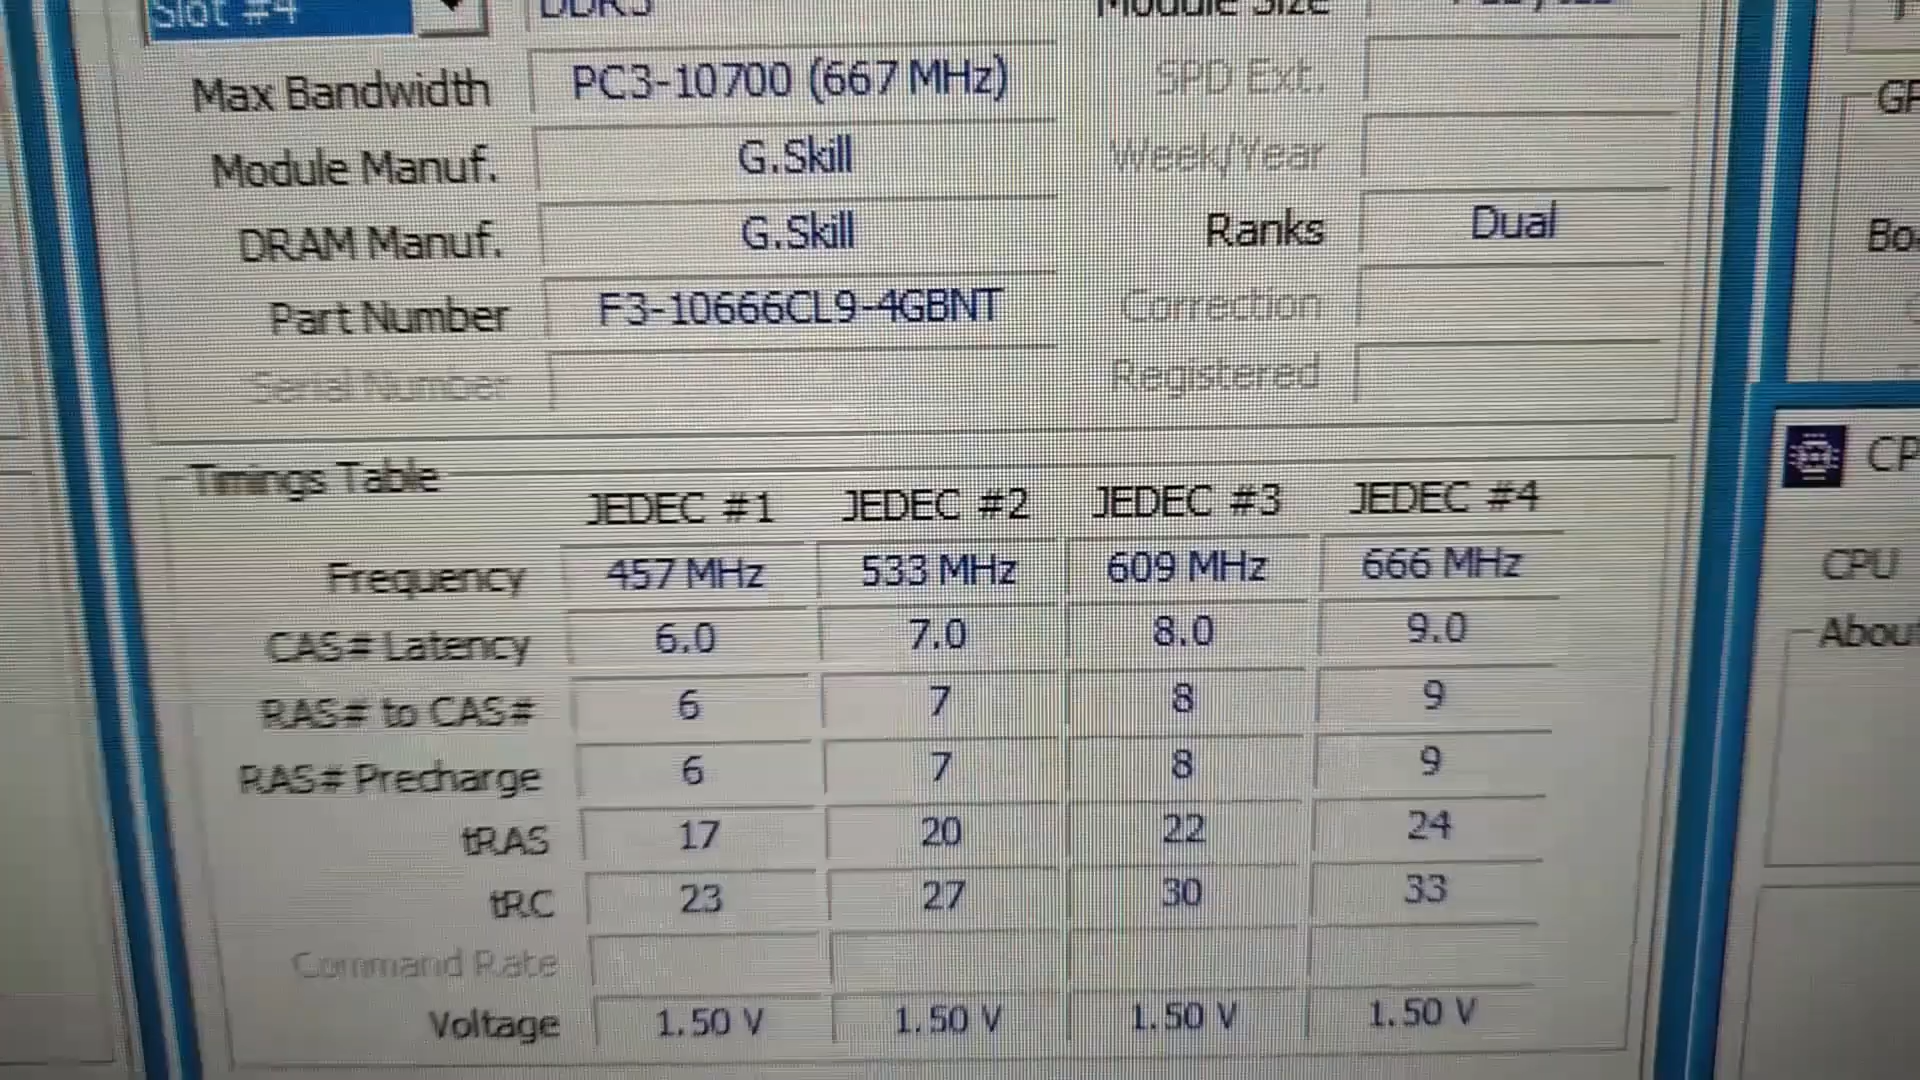 Slot #4 DDR3 Module Size
Max Bandwidth PC3-10700 (667 MHz) SPD Ext.
Module Manuf. G.Skill Week/Year
DRAM Manuf. G.Skill Ranks Dual
Part Number F3-10666CL9-4GBNT Correction
Serial Number Registered
Timings Table
JEDEC #1 JEDEC #2 JEDEC #3 JEDEC #4
Frequency 457 MHz 533 MHz 609 MHz 666 MHz
CAS# Latency 6.0 7.0 8.0 9.0
RAS# to CAS# 6 7 8 9
RAS# Precharge 6 7 8 9
tRAS 17 20 22 24
tRC 23 27 30 33
Command Rate
Voltage 1.50 V 1.50 V 1.50 V 1.50 V
CPU